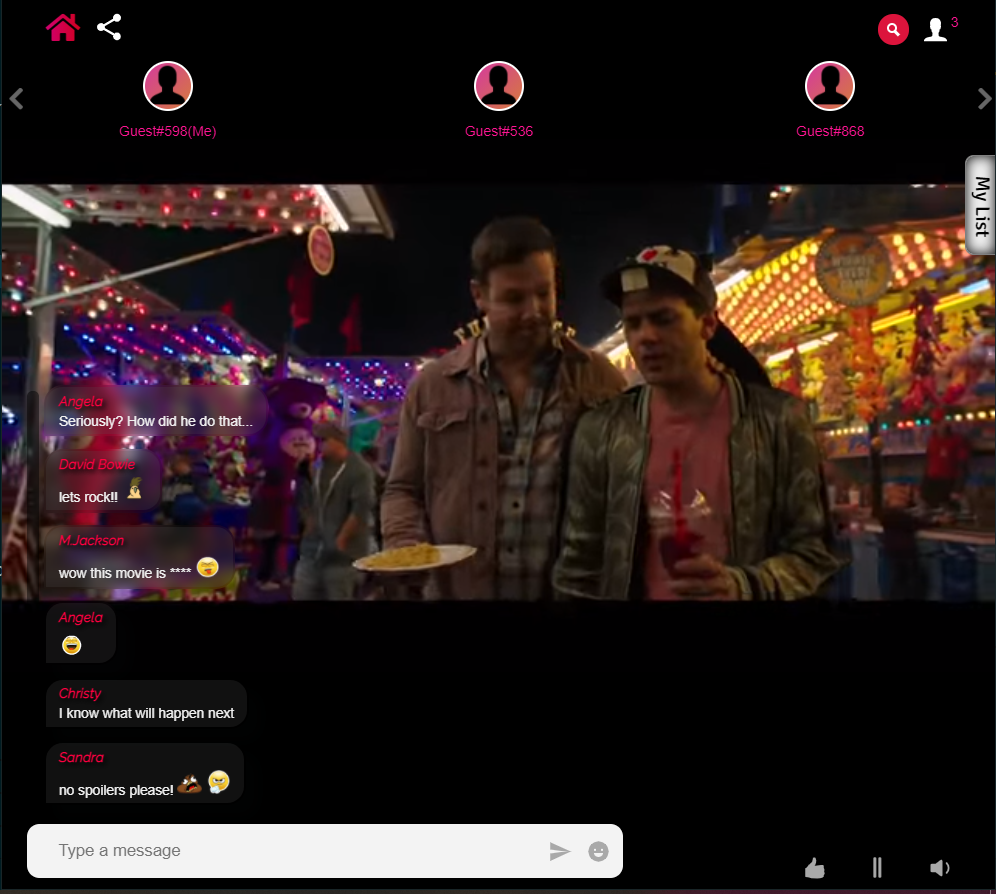 3
Guest#598(Me)
Guest#536
Guest#868
My List
Angela
Seriously? How did he do that...
David Bowie
lets rock!!
M.Jackson
wow this movie is ****
Angela
Christy
I know what will happen next
Sandra
no spoilers please!
Type a message